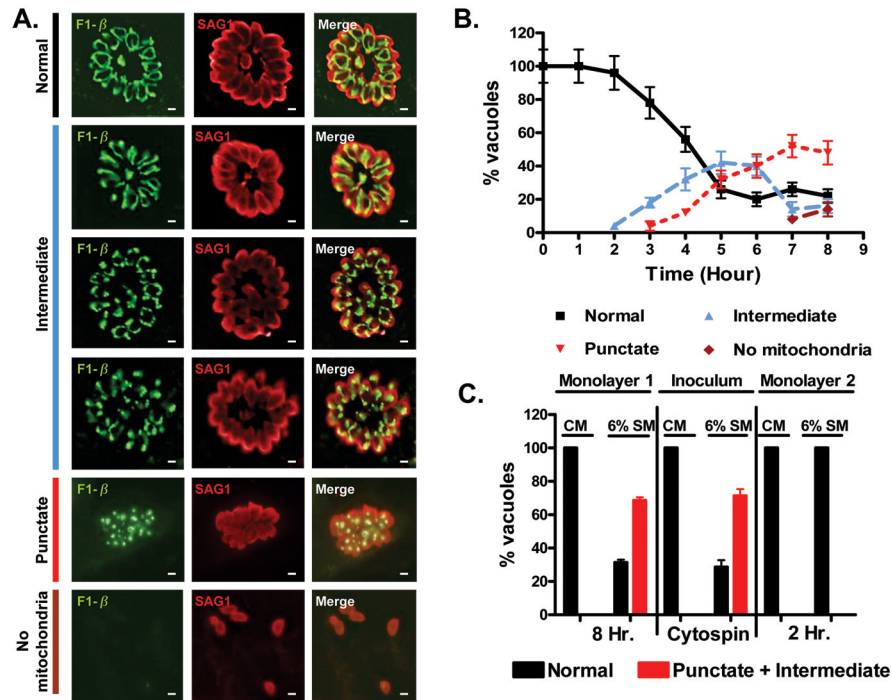 A.
Normal
F1-β SAG1 Merge
Intermediate
F1-β SAG1 Merge
F1-β SAG1 Merge
F1-β SAG1 Merge
Punctate
F1-β SAG1 Merge
No mitochondria
F1-β SAG1 Merge
B.
% vacuoles
120
100
80
60
40
20
0
0 1 2 3 4 5 6 7 8 9
Time (Hour)
Normal Intermediate
Punctate No mitochondria
C.
Monolayer 1 Inoculum Monolayer 2
CM 6% SM CM 6% SM CM 6% SM
% vacuoles
120
100
80
60
40
20
0
8 Hr. Cytospin 2 Hr.
Normal Punctate + Intermediate